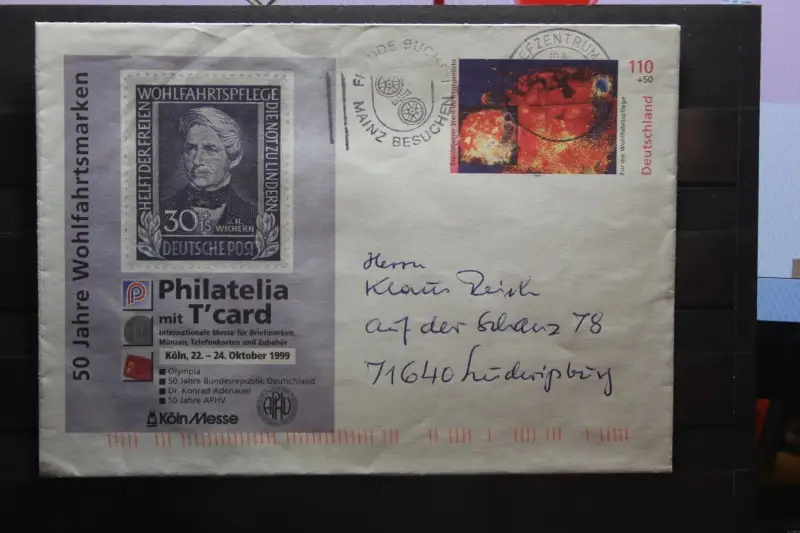 50 Jahre Wohlfahrtsmarken
HELFT DER FREIEN
WOHLFAHRTSPFLEGE
DIE NOT ZU LINDERN
30+15
J. H. WICHERN
DEUTSCHE POST
Philatelia
mit T'card
Internationale Messe für Briefmarken,
Münzen, Telefonkarten und Zubehör
Köln, 22. – 24. Oktober 1999
Olympia
50 Jahre Bundesrepublik Deutschland
Dr. Konrad Adenauer
50 Jahre APHV
KölnMesse
APHV
MAINZ BESUCHEN
EFZENTRUM
110
+50
Deutschland
Für die Wohlfahrtspflege
Herrn
Klaus
auf der Schanz 78
71640 Ludwigsburg